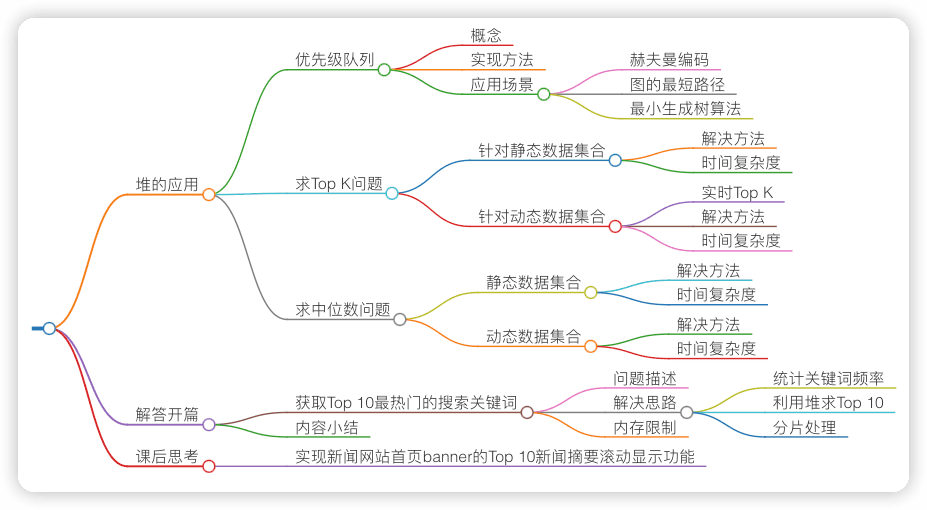 堆的应用
优先级队列
概念
实现方法
应用场景
赫夫曼编码
图的最短路径
最小生成树算法
求Top K问题
针对静态数据集合
解决方法
时间复杂度
针对动态数据集合
实时Top K
解决方法
时间复杂度
求中位数问题
静态数据集合
解决方法
时间复杂度
动态数据集合
解决方法
时间复杂度
解答开篇
获取Top 10最热门的搜索关键词
问题描述
解决思路
统计关键词频率
利用堆求Top 10
分片处理
内存限制
内容小结
课后思考
实现新闻网站首页banner的Top 10新闻摘要滚动显示功能